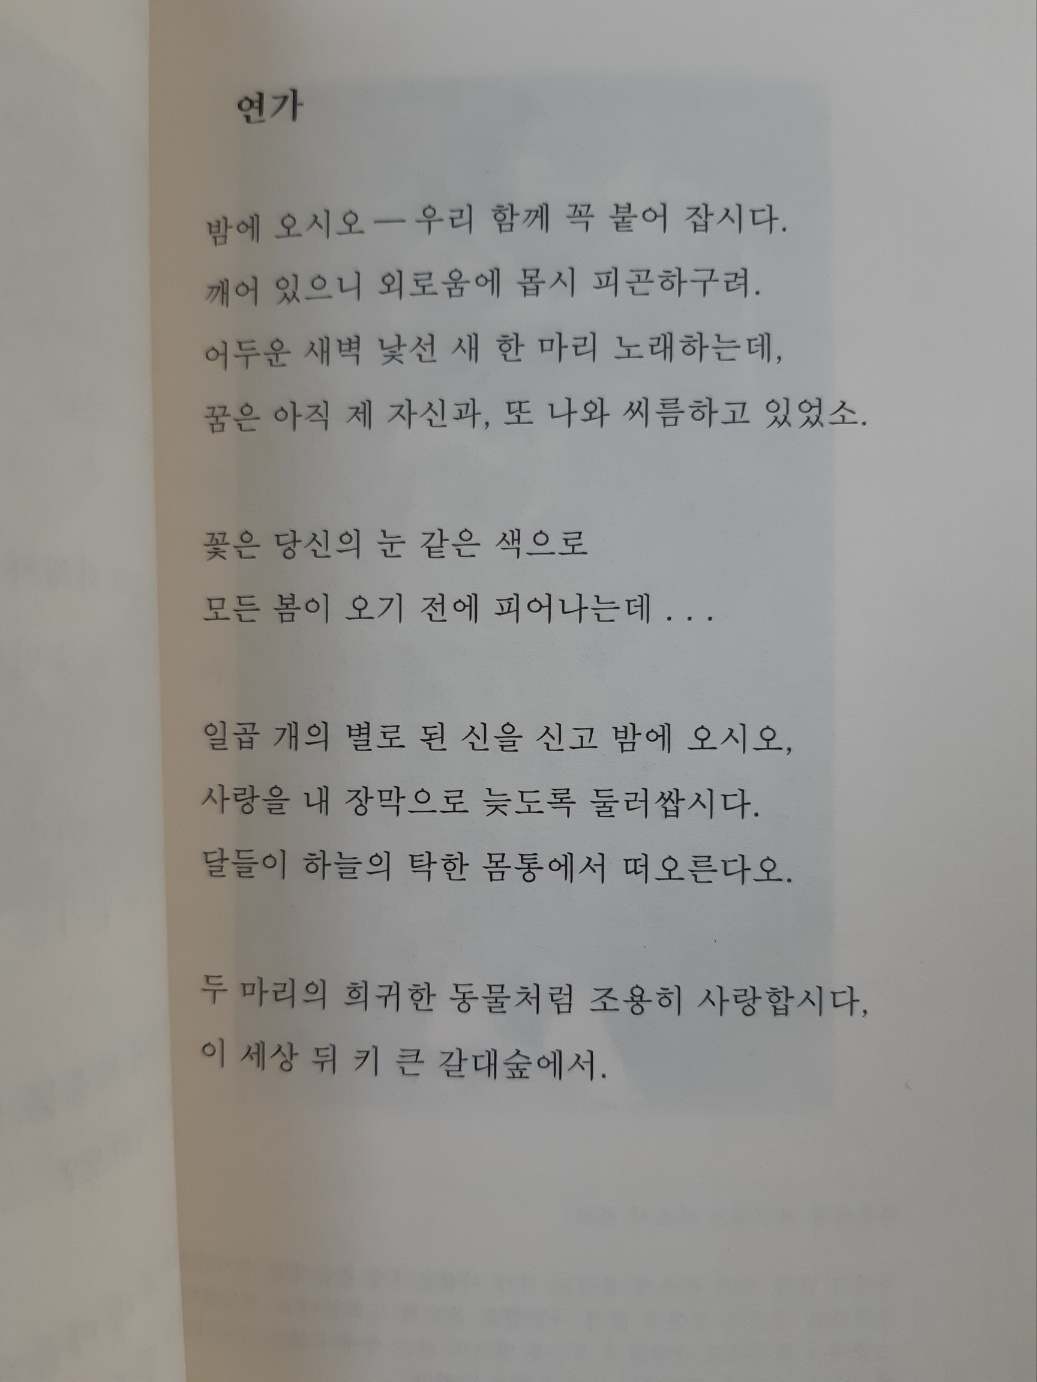 연가
밤에 오시오 — 우리 함께 꼭 붙어 잡시다.
깨어 있으니 외로움에 몹시 피곤하구려.
어두운 새벽 낯선 새 한 마리 노래하는데,
꿈은 아직 제 자신과, 또 나와 씨름하고 있었소.
꽃은 당신의 눈 같은 색으로
모든 봄이 오기 전에 피어나는데 . . .
일곱 개의 별로 된 신을 신고 밤에 오시오,
사랑을 내 장막으로 늦도록 둘러쌉시다.
달들이 하늘의 탁한 몸통에서 떠오른다오.
두 마리의 희귀한 동물처럼 조용히 사랑합시다,
이 세상 뒤 키 큰 갈대숲에서.